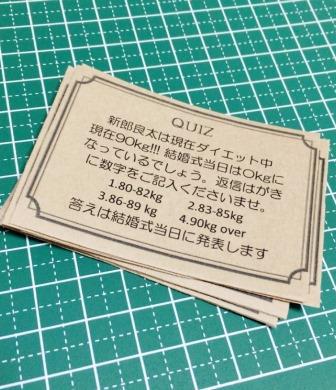 QUIZ
新郎良太は現在ダイエット中
現在90kg!!! 結婚式当日は○kgに
なっているでしょう。返信はがき
に数字をご記入くださいませ。
1.80-82kg 2.83-85kg
3.86-89 kg 4.90kg over
答えは結婚式当日に発表します